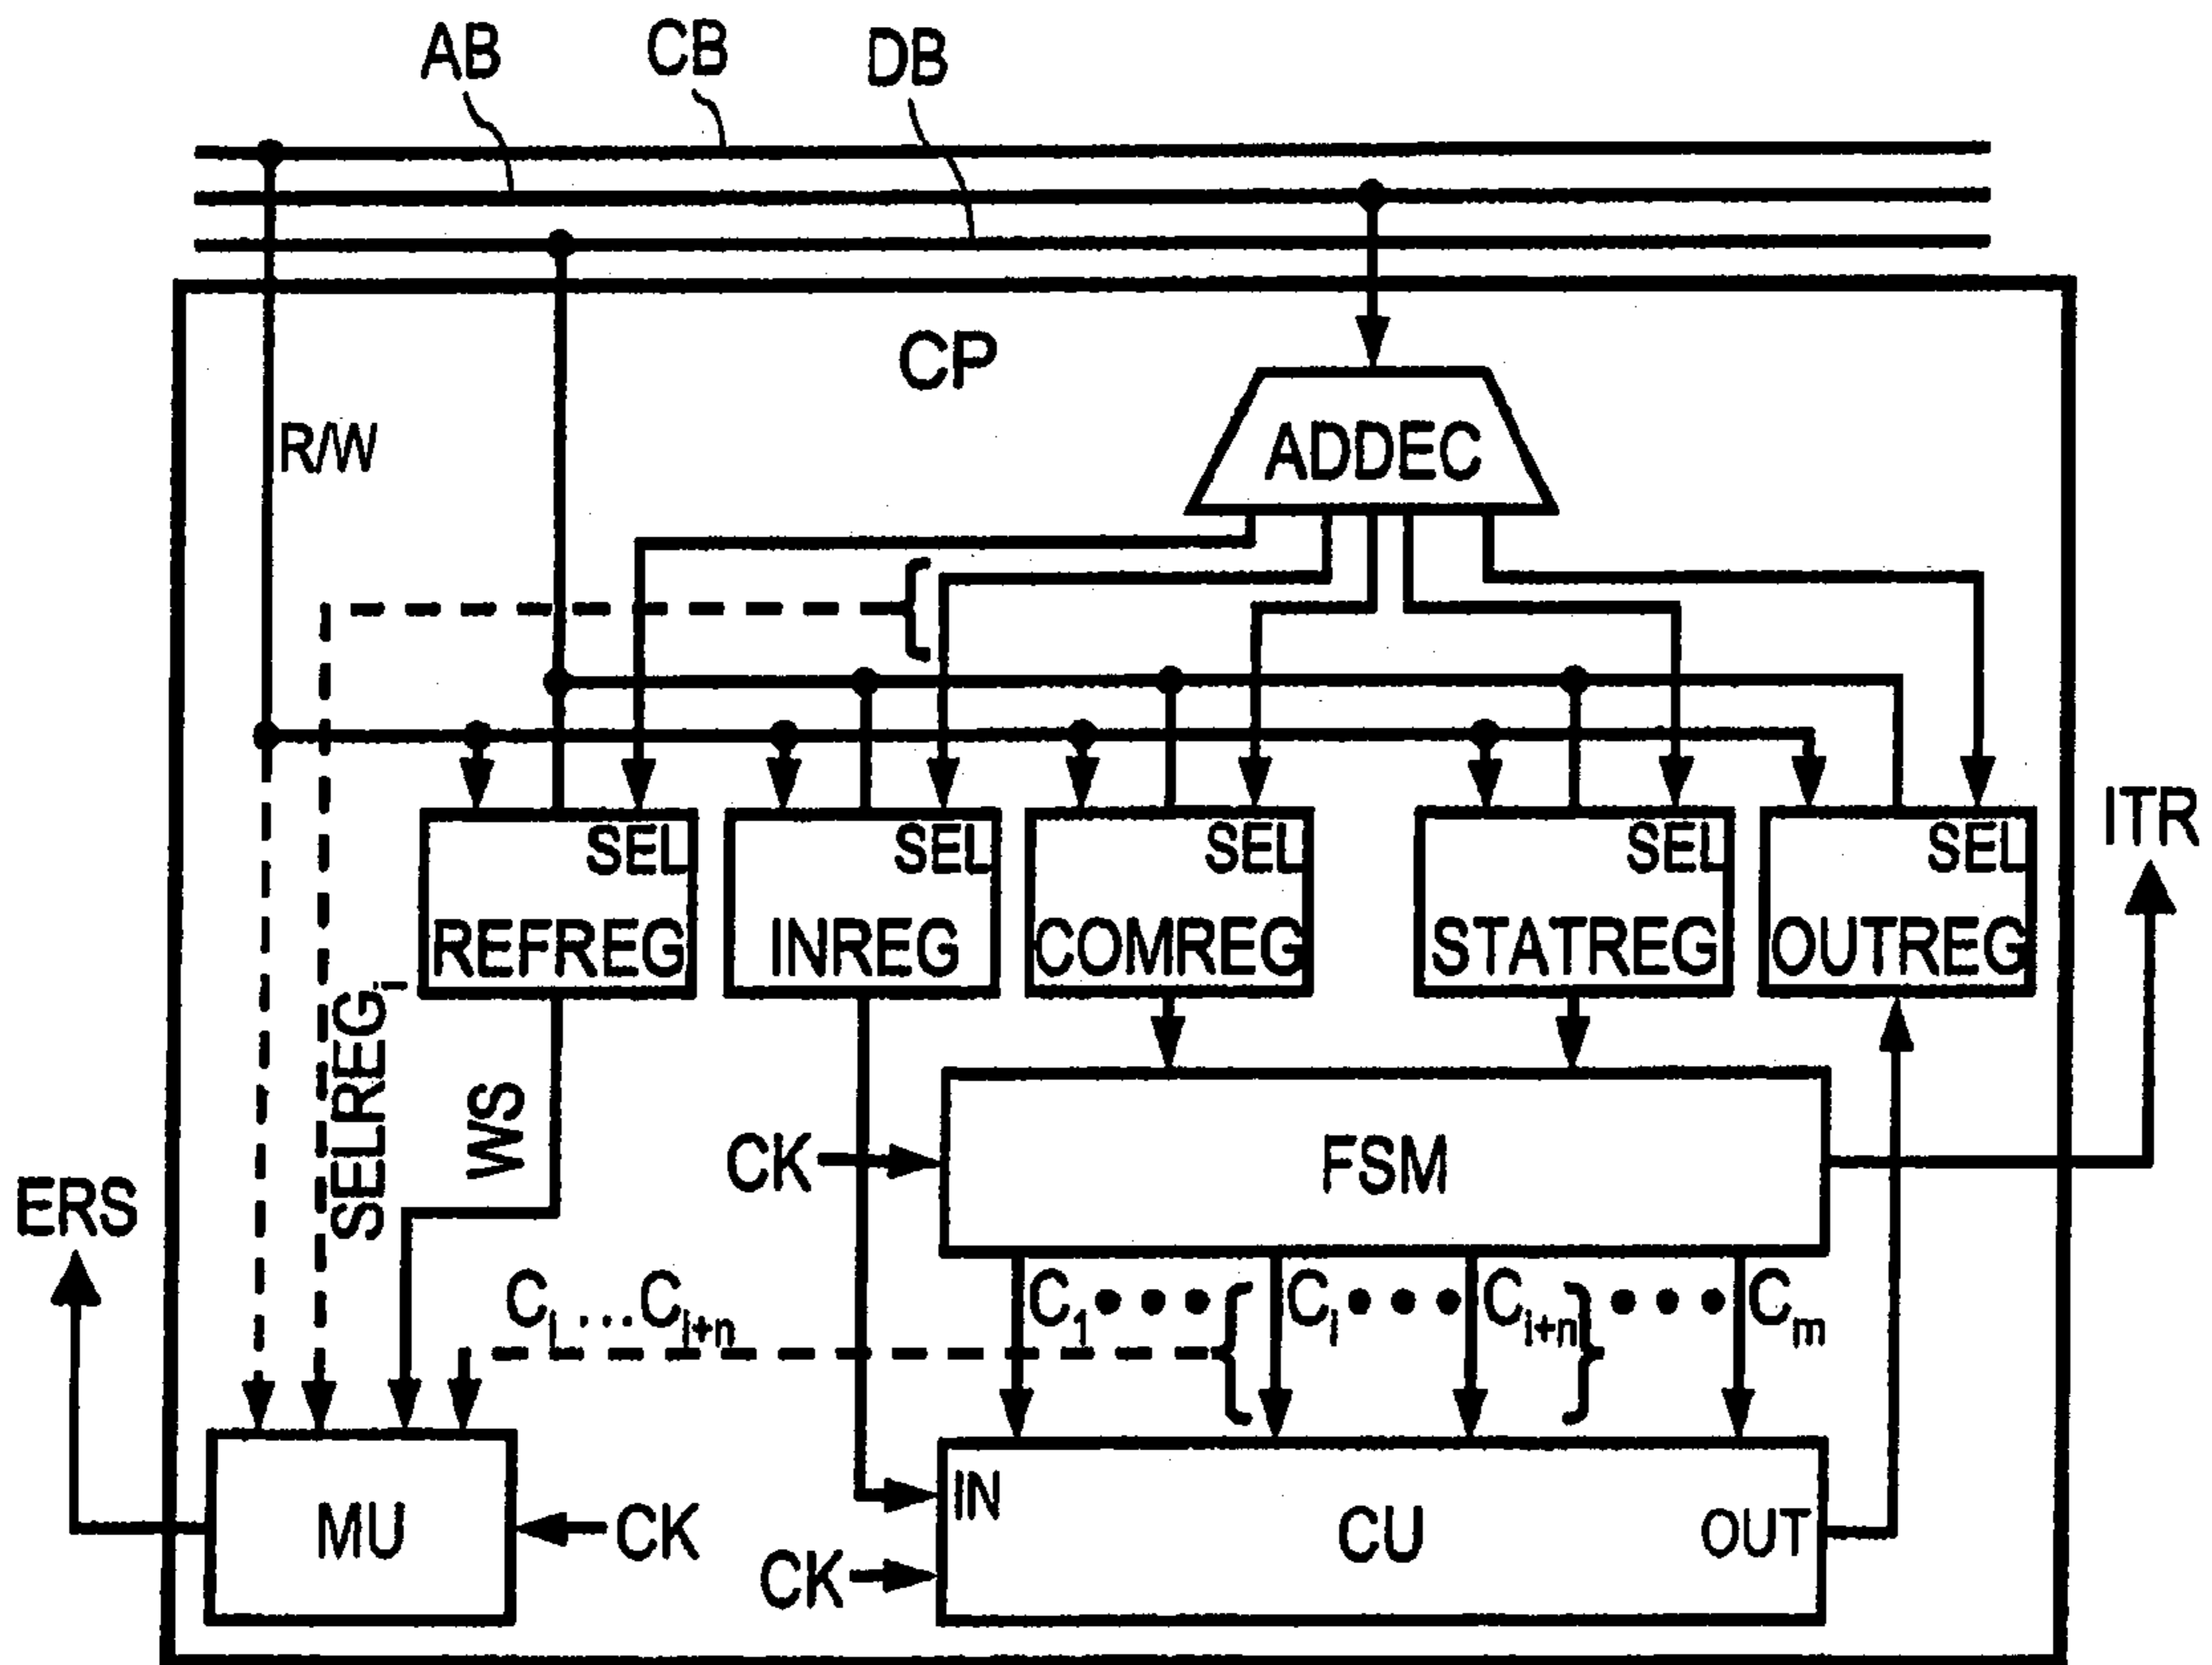 AB CB DB
CP
R/W
ADDEC
SEL SEL SEL SEL SEL
ITR
REFREG INREG COMREG STATREG OUTREG
SELREGi
WS
CK FSM
ERS
Ci...Ci+n C1••• Ci••• Ci+n ••• Cm
IN
MU CK CU OUT
CK